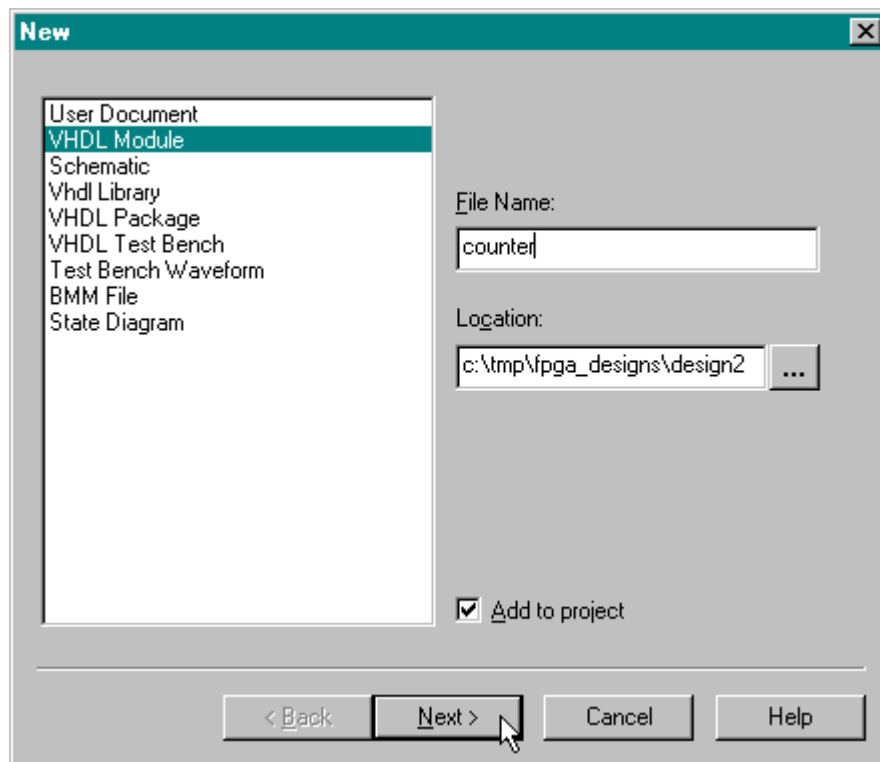 New
User Document
VHDL Module
Schematic
Vhdl Library
VHDL Package
VHDL Test Bench
Test Bench Waveform
BMM File
State Diagram
File Name:
counter
Location:
c:\tmp\fpga_designs\design2
...
Add to project
< Back
Next >
Cancel
Help